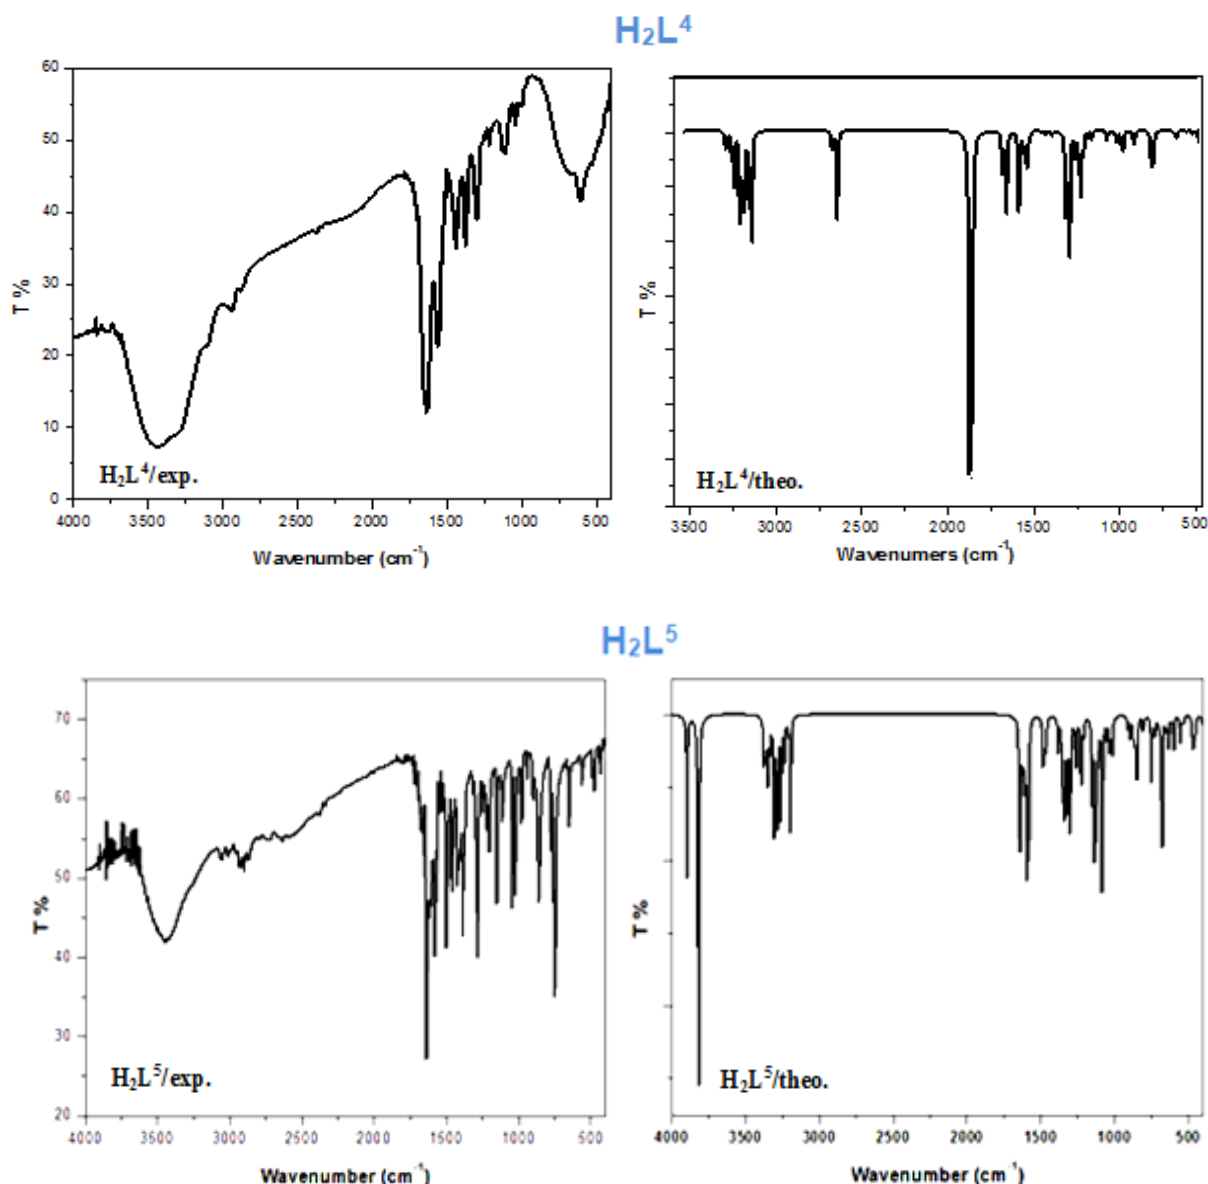 H₂L⁴
60
50
40
30
20
10
0
T %
H₂L⁴/exp.
4000 3500 3000 2500 2000 1500 1000 500
Wavenumber (cm⁻¹)
T %
H₂L⁴/theo.
3500 3000 2500 2000 1500 1000 500
Wavenumers (cm⁻¹)
H₂L⁵
70
60
50
40
30
20
T %
H₂L⁵/exp.
4000 3500 3000 2500 2000 1500 1000 500
Wavenumber (cm⁻¹)
T %
H₂L⁵/theo.
4000 3500 3000 2500 2000 1500 1000 500
Wavenumber (cm⁻¹)